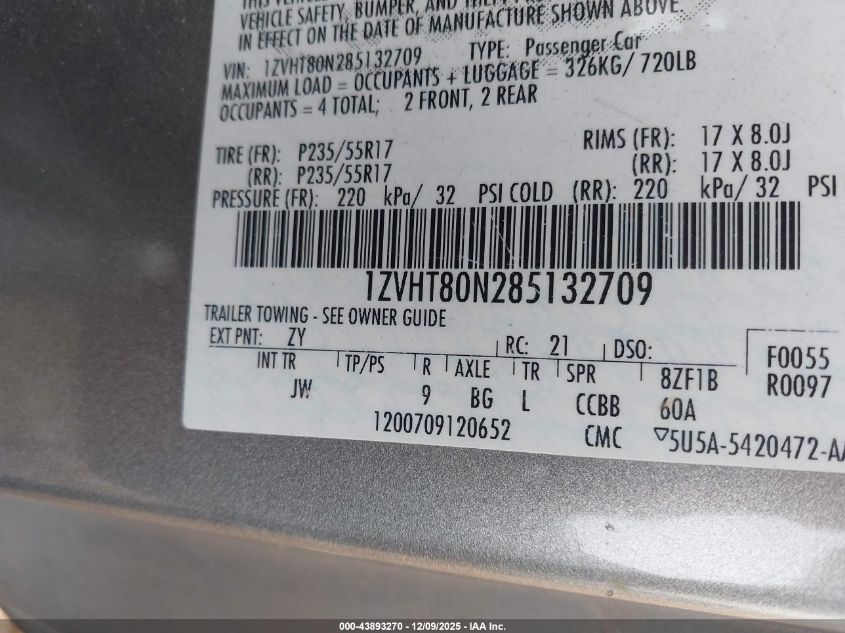 VEHICLE SAFETY, BUMPER, AND THEFT
IN EFFECT ON THE DATE OF MANUFACTURE SHOWN ABOVE.
VIN: 1ZVHT80N285132709 TYPE: Passenger Car
MAXIMUM LOAD = OCCUPANTS + LUGGAGE = 326KG/ 720LB
OCCUPANTS = 4 TOTAL; 2 FRONT, 2 REAR
TIRE (FR): P235/55R17 RIMS (FR): 17 X 8.0J
(RR): P235/55R17 (RR): 17 X 8.0J
PRESSURE (FR): 220 kPa/ 32 PSI COLD (RR): 220 kPa/ 32 PSI
1ZVHT80N285132709
TRAILER TOWING - SEE OWNER GUIDE
EXT PNT: ZY RC: 21 DSO: F0055
INT TR TP/PS R AXLE TR SPR 8ZF1B R0097
JW 9 BG L CCBB 60A
1200709120652 CMC ▽5U5A-5420472-AA
000-43893270 - 12/09/2025 - IAA Inc.